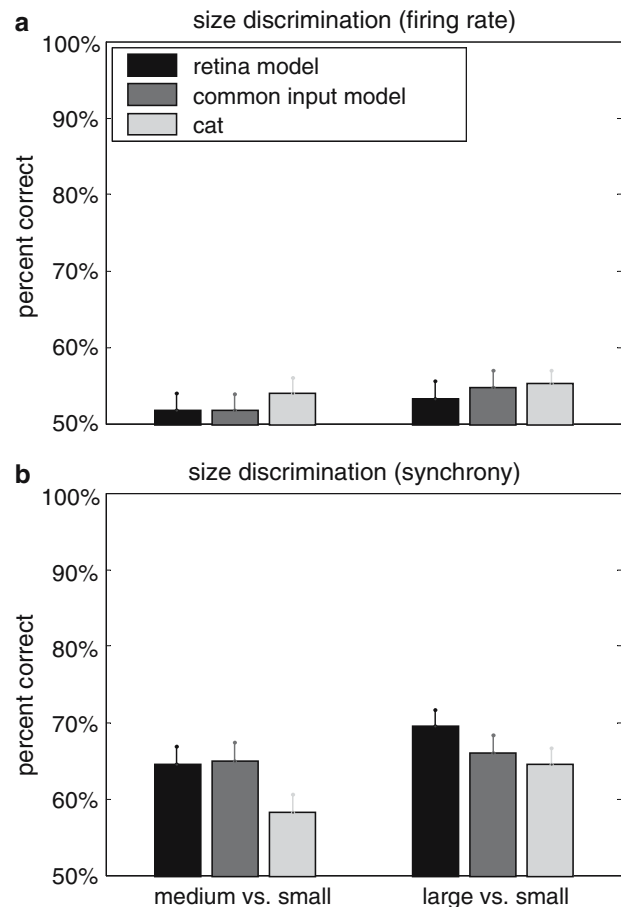 a
size discrimination (firing rate)
100%
90%
80%
70%
60%
50%
percent correct
retina model
common input model
cat
b
size discrimination (synchrony)
100%
90%
80%
70%
60%
50%
percent correct
medium vs. small
large vs. small